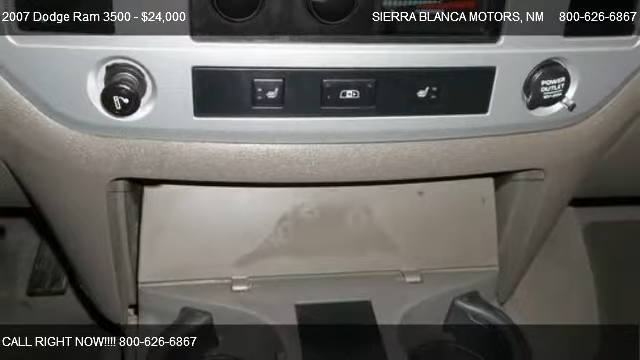 2007 Dodge Ram 3500 - $24,000
SIERRA BLANCA MOTORS, NM 800-626-6867
POWER
OUTLET
CALL RIGHT NOW!!!! 800-626-6867